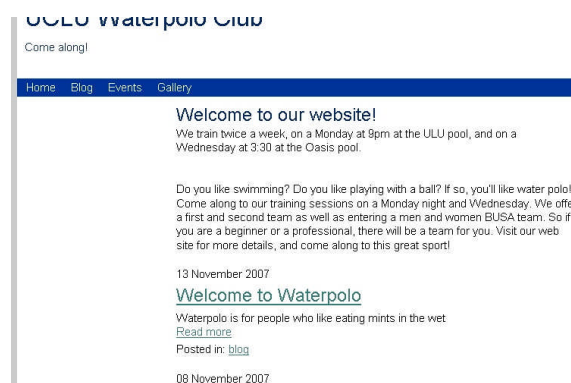 UCLU Waterpolo Club
Come along!
Home Blog Events Gallery
Welcome to our website!
We train twice a week, on a Monday at 9pm at the ULU pool, and on a
Wednesday at 3:30 at the Oasis pool.
Do you like swimming? Do you like playing with a ball? If so, you'll like water polo!
Come along to our training sessions on a Monday night and Wednesday. We offe
a first and second team as well as entering a men and women BUSA team. So if
you are a beginner or a professional, there will be a team for you. Visit our web
site for more details, and come along to this great sport!
13 November 2007
Welcome to Waterpolo
Waterpolo is for people who like eating mints in the wet
Read more
Posted in: blog
08 November 2007